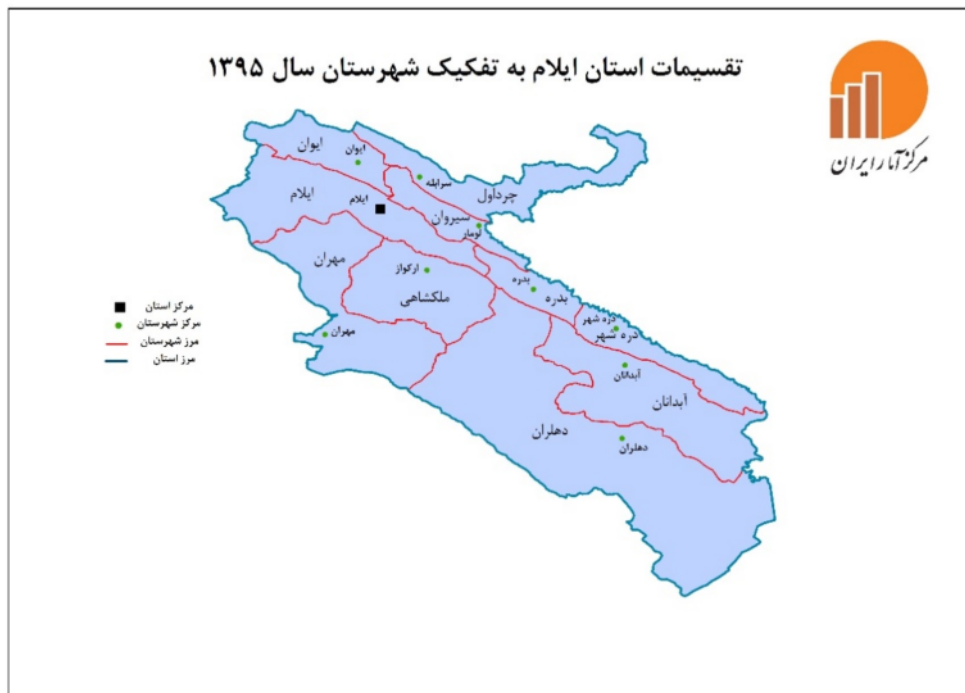 تقسیمات استان ایلام به تفکیک شهرستان سال ۱۳۹۵
مرکز آمار ایران
ایوان
ایوان
سرابله
چرداول
ایلام
ایلام
سیروان
لومار
مهران
ارکواز
ملکشاهی
بدره
بدره
دره شهر
دره شهر
مهران
آبدانان
آبدانان
دهلران
دهلران
مرکز استان
مرکز شهرستان
مرز شهرستان
مرز استان